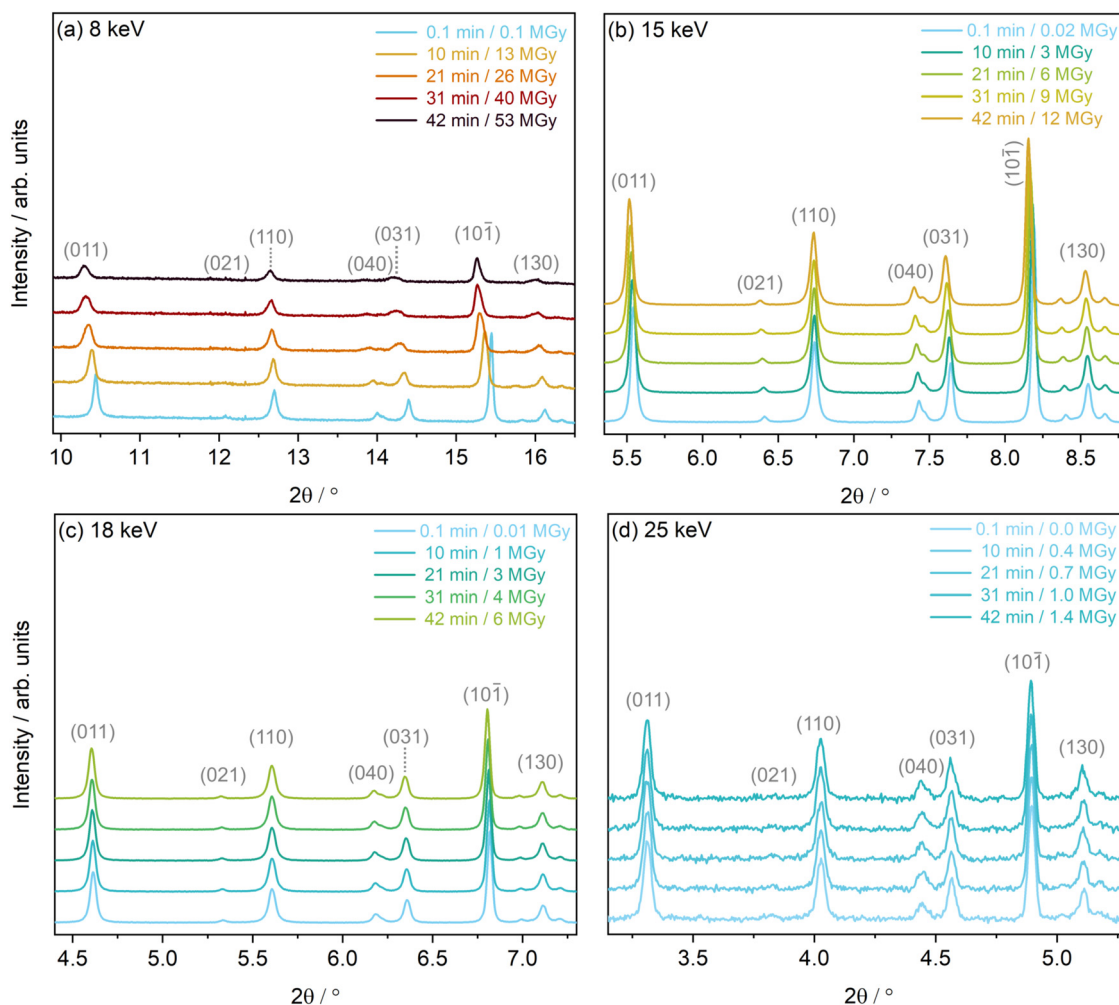 (a) 8 keV
0.1 min / 0.1 MGy
10 min / 13 MGy
21 min / 26 MGy
31 min / 40 MGy
42 min / 53 MGy
(011)
(021)
(110)
(040)
(031)
(101̄)
(130)
Intensity / arb. units
10 11 12 13 14 15 16
2θ / °
(b) 15 keV
0.1 min / 0.02 MGy
10 min / 3 MGy
21 min / 6 MGy
31 min / 9 MGy
42 min / 12 MGy
(011)
(021)
(110)
(040)
(031)
(101̄)
(130)
5.5 6.0 6.5 7.0 7.5 8.0 8.5
2θ / °
(c) 18 keV
0.1 min / 0.01 MGy
10 min / 1 MGy
21 min / 3 MGy
31 min / 4 MGy
42 min / 6 MGy
(011)
(021)
(110)
(040)
(031)
(101̄)
(130)
Intensity / arb. units
4.5 5.0 5.5 6.0 6.5 7.0
2θ / °
(d) 25 keV
0.1 min / 0.0 MGy
10 min / 0.4 MGy
21 min / 0.7 MGy
31 min / 1.0 MGy
42 min / 1.4 MGy
(011)
(021)
(110)
(040)
(031)
(101̄)
(130)
3.5 4.0 4.5 5.0
2θ / °